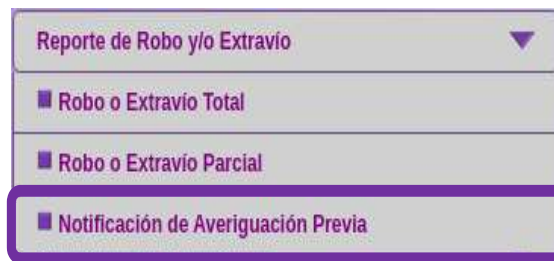 Reporte de Robo y/o Extravío
Robo o Extravío Total
Robo o Extravío Parcial
Notificación de Averiguación Previa